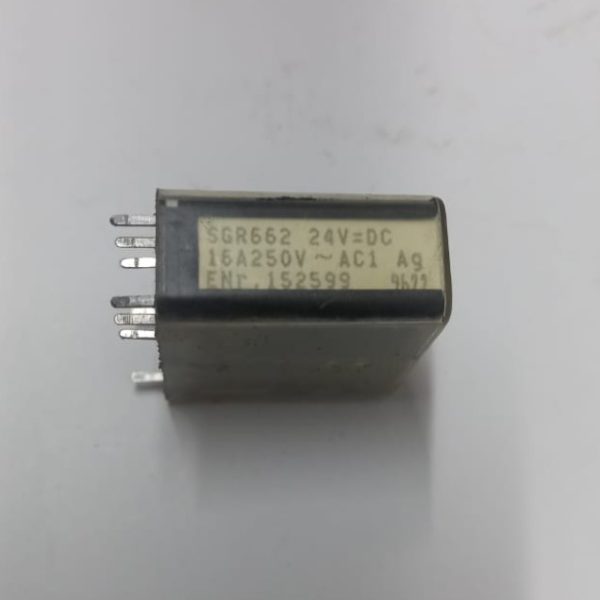 SGR662 24V=DC
16A250V ~ AC1 Ag
ENr.152599